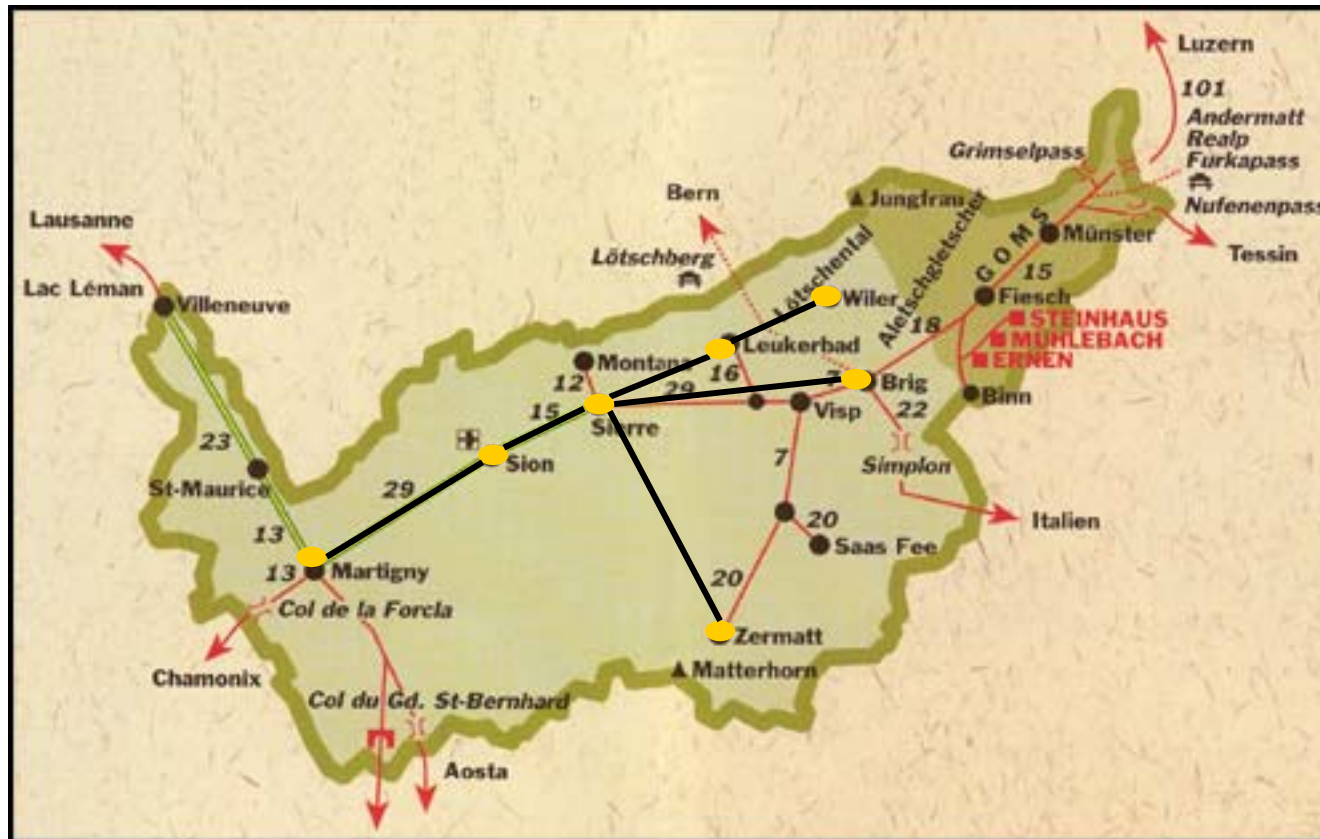 Luzern
101
Andermatt
Realp
Furkapass
Nufenenpass
Grimselpass
Tessin
Jungfrau
Münster
GOMS
15
Fiesch
STEINHAUS
MÜHLEBACH
ERNEN
Binn
Aletschgletscher
18
Lötschental
Wiler
Bern
Lötschberg
Lausanne
Lac Léman
Villeneuve
23
St-Maurice
13
13
Martigny
29
Sion
15
Sierre
12
Montana
16
Leukerbad
29
Visp
Brig
22
Simplon
Italien
7
20
Saas Fee
20
Zermatt
Matterhorn
Col de la Forcla
Chamonix
Col du Gd. St-Bernhard
Aosta